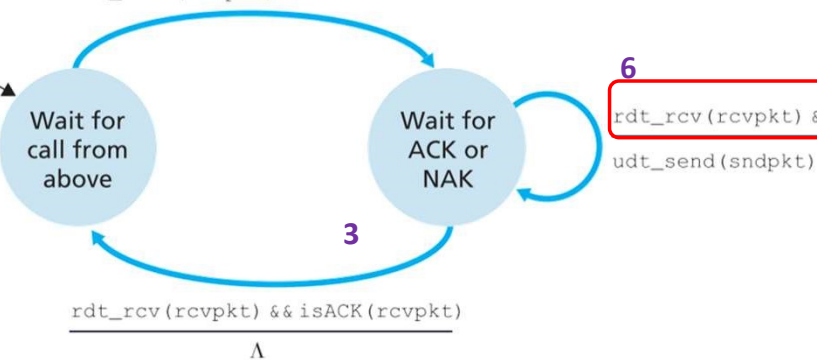 6
Wait for
call from
above
Wait for
ACK or
NAK
rdt_rcv(rcvpkt)
udt_send(sndpkt)
3
rdt_rcv(rcvpkt) && isACK(rcvpkt)
Λ